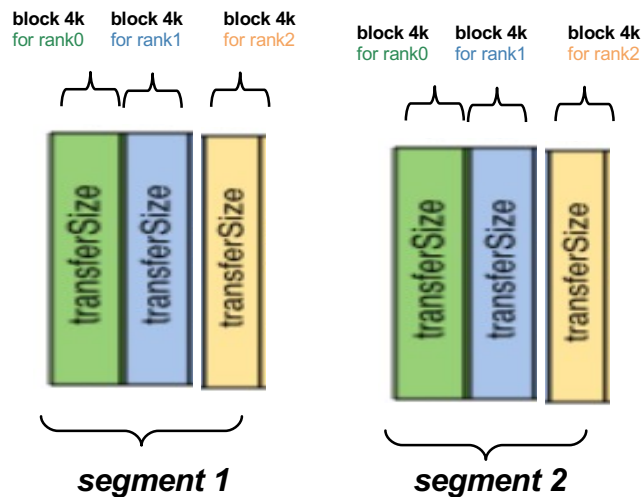 block 4k
for rank0
block 4k
for rank1
block 4k
for rank2
transferSize
transferSize
transferSize
segment 1
block 4k
for rank0
block 4k
for rank1
block 4k
for rank2
transferSize
transferSize
transferSize
segment 2